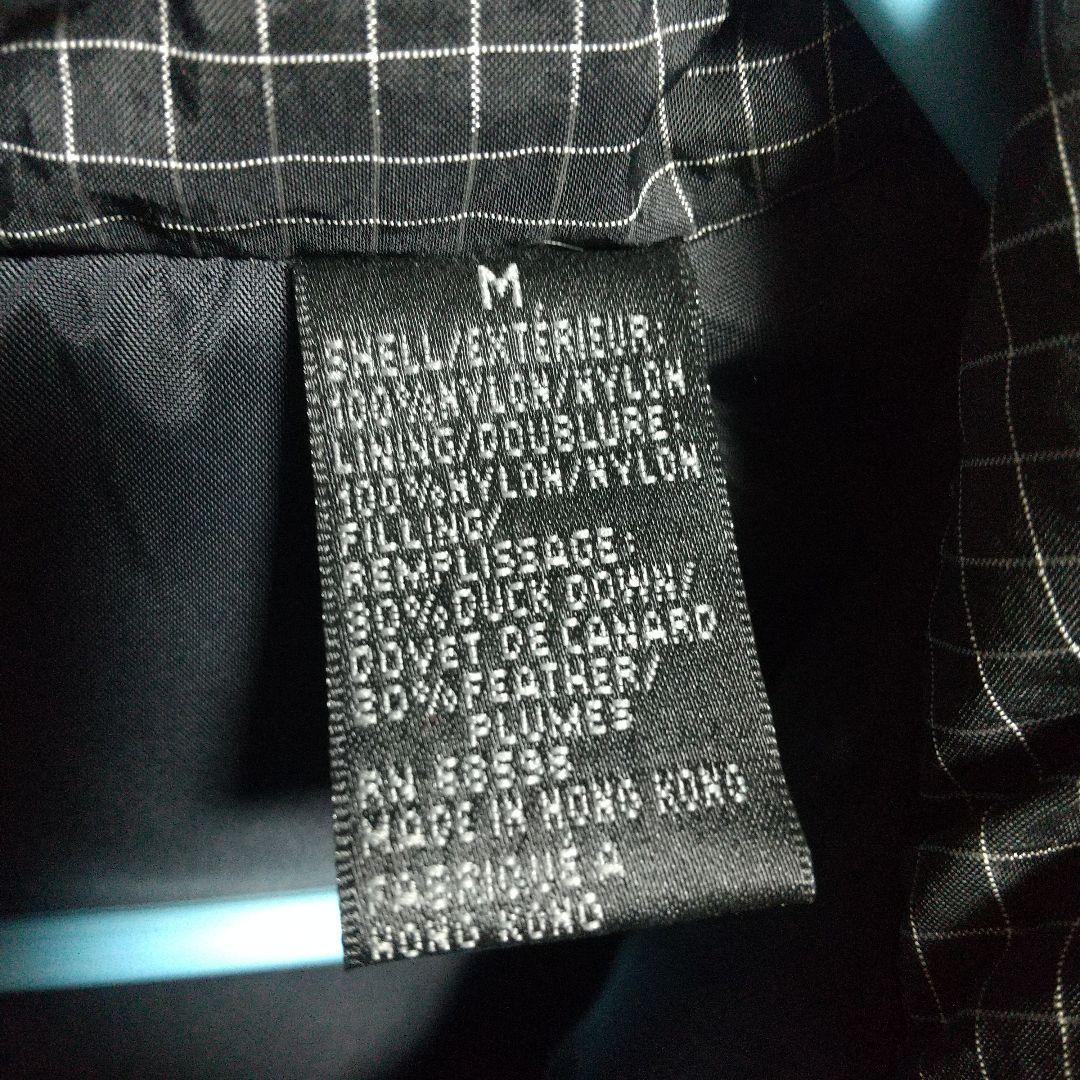 M
SHELL/EXTÉRIEUR:
100%NYLON/NYLON
LINING/DOUBLURE:
100%NYLON/NYLON
FILLING/
REMPLISSAGE:
80% DUCK DOWN/
DUVET DE CANARD
20% FEATHER/
PLUMES
RN
MADE IN HONG KONG
FABRIQUÉ A
HONG KONG